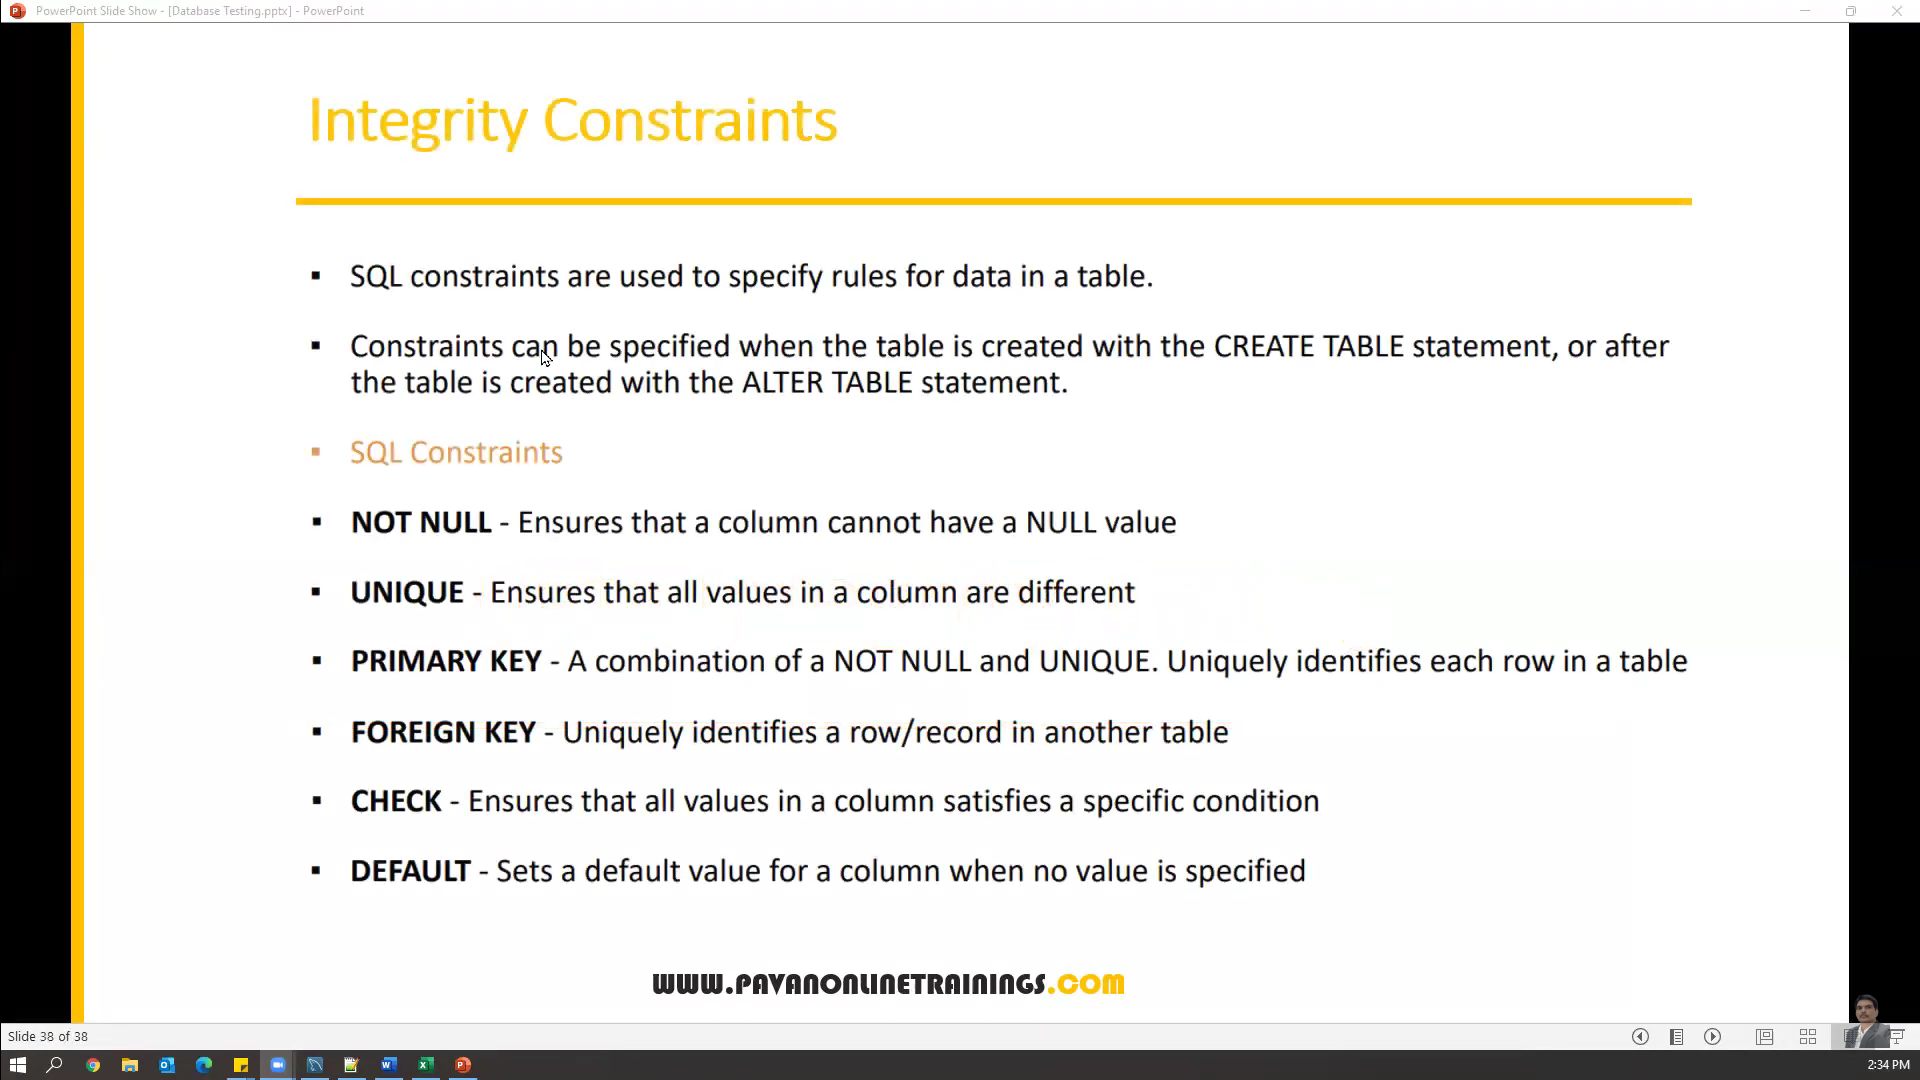 PowerPoint Slide Show - [Database Testing.pptx] - PowerPoint
Integrity Constraints
▪ SQL constraints are used to specify rules for data in a table.
▪ Constraints can be specified when the table is created with the CREATE TABLE statement, or after
the table is created with the ALTER TABLE statement.
▪ SQL Constraints
▪ NOT NULL - Ensures that a column cannot have a NULL value
▪ UNIQUE - Ensures that all values in a column are different
▪ PRIMARY KEY - A combination of a NOT NULL and UNIQUE. Uniquely identifies each row in a table
▪ FOREIGN KEY - Uniquely identifies a row/record in another table
▪ CHECK - Ensures that all values in a column satisfies a specific condition
▪ DEFAULT - Sets a default value for a column when no value is specified
WWW.PAVANONLINETRAININGS.COM
Slide 38 of 38
2:34 PM